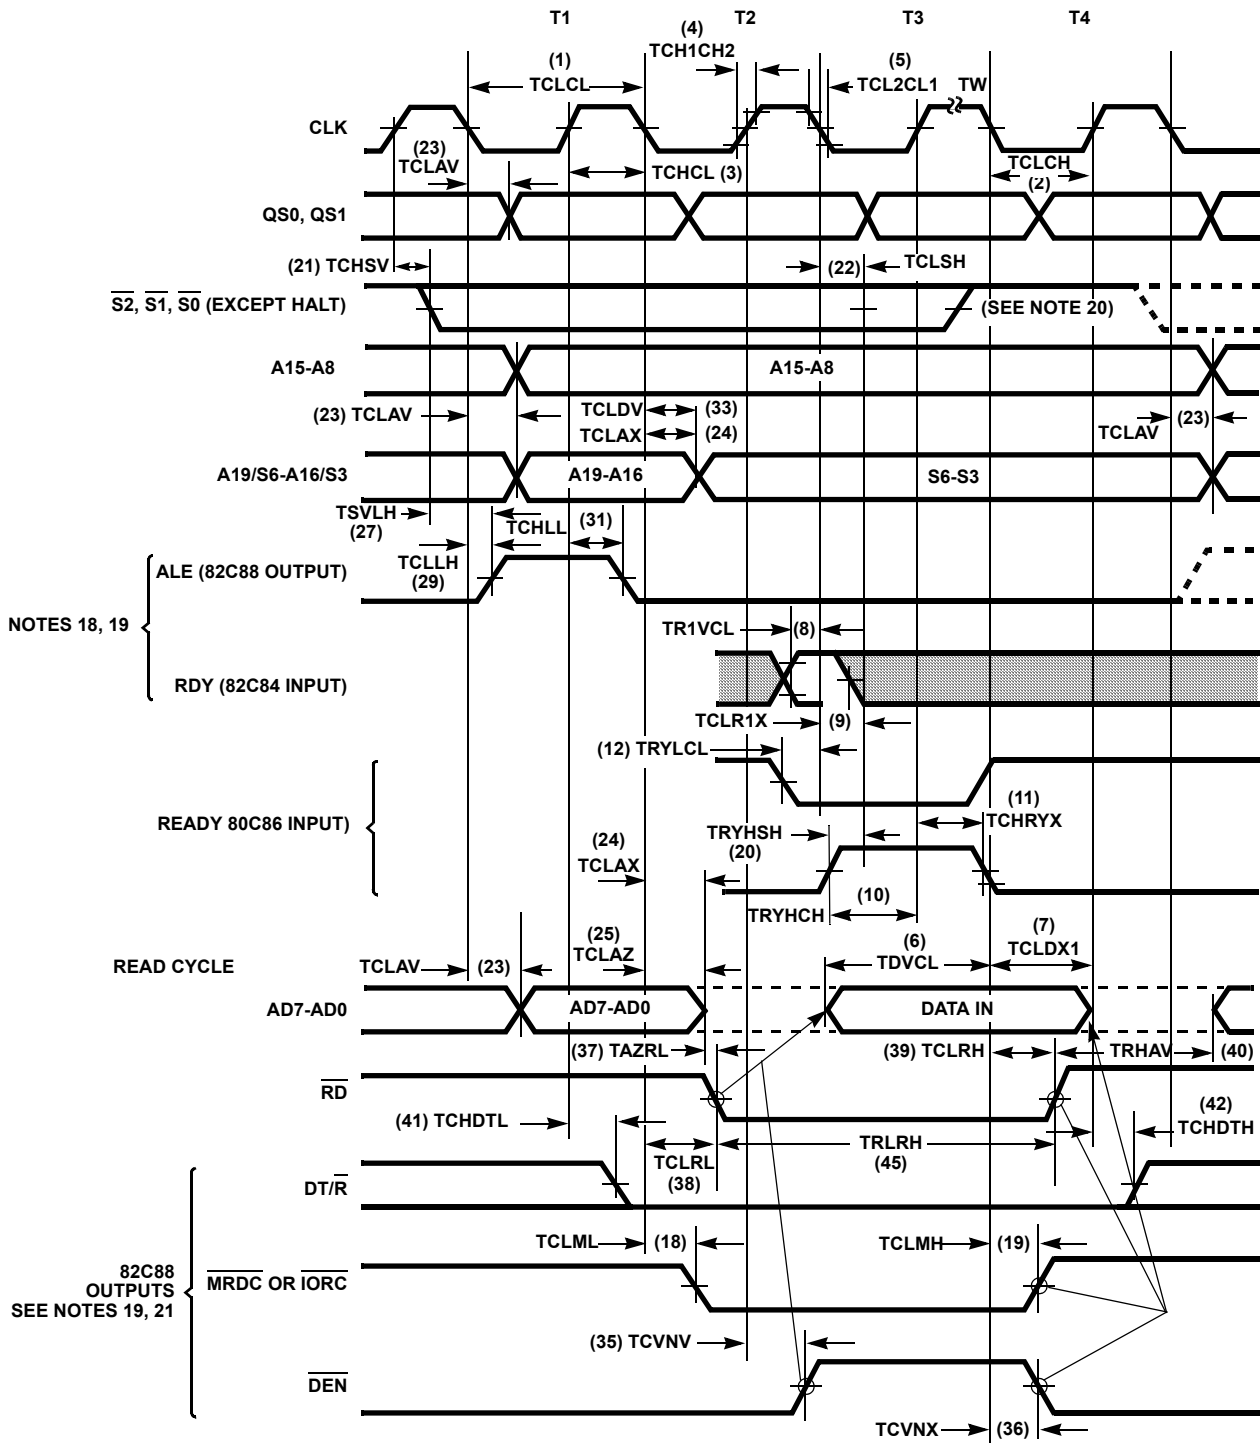 T1 T2 T3 T4
(4)
TCH1CH2
(1)
TCLCL
(5)
TCL2CL1
TW
CLK
(23)
TCLAV
TCHCL (3)
TCLCH
(2)
QS0, QS1
(21) TCHSV
(22)
TCLSH
S2, S1, S0 (EXCEPT HALT)
(SEE NOTE 20)
A15-A8
A15-A8
(23) TCLAV
TCLDV (33)
TCLAX (24)
TCLAV (23)
A19/S6-A16/S3
A19-A16
S6-S3
TSVLH
(27)
TCHLL
(31)
TCLLH
(29)
ALE (82C88 OUTPUT)
NOTES 18, 19
TR1VCL (8)
RDY (82C84 INPUT)
TCLR1X (9)
(12) TRYLCL
READY 80C86 INPUT)
(11)
TCHRYX
TRYHSH
(20)
(24)
TCLAX
(10)
TRYHCH
READ CYCLE
TCLAV (23)
(25)
TCLAZ
(6)
TDVCL
(7)
TCLDX1
AD7-AD0
AD7-AD0
DATA IN
(37) TAZRL
(39) TCLRH
TRHAV (40)
RD
(41) TCHDTL
(42)
TCHDTH
TCLRL
(38)
TRLRH
(45)
DT/R
TCLML (18)
TCLMH (19)
82C88
OUTPUTS
SEE NOTES 19, 21
MRDC OR IORC
(35) TCVNV
DEN
TCVNX (36)